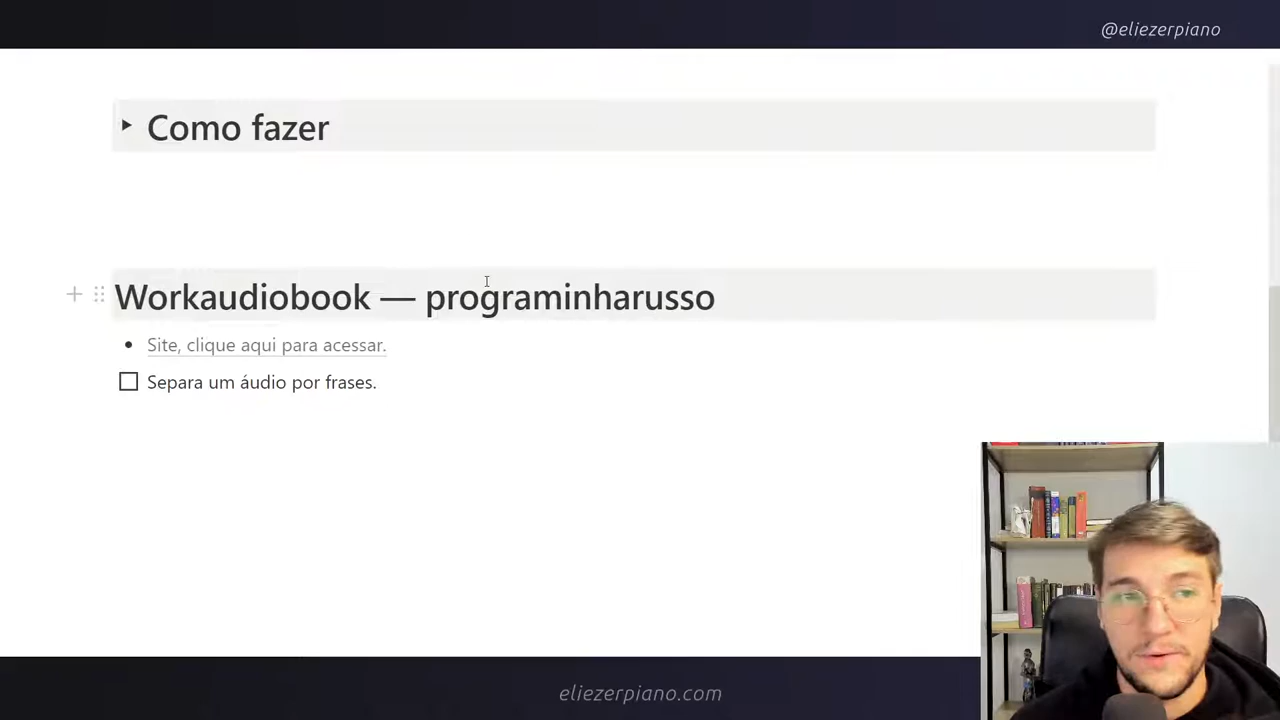 @eliezerpiano
Como fazer
Workaudiobook — programinharusso
Site, clique aqui para acessar.
Separa um áudio por frases.
eliezerpiano.com